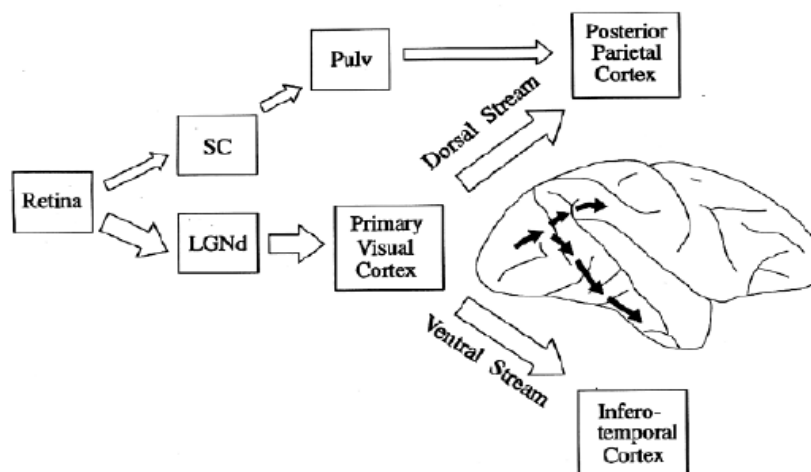 Retina
SC
LGNd
Pulv
Primary
Visual
Cortex
Dorsal Stream
Posterior
Parietal
Cortex
Ventral Stream
Infero-
temporal
Cortex